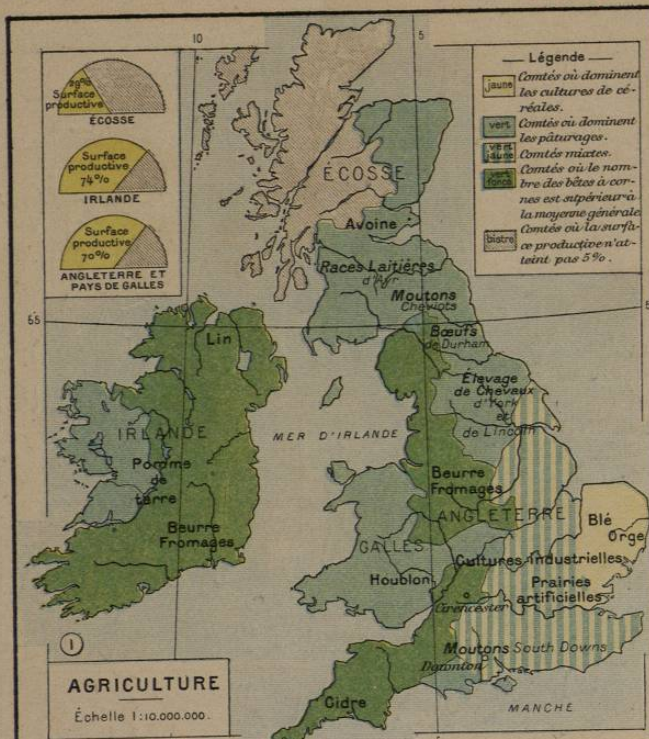 10
5
29%
Surface
productive
ÉCOSSE
Surface
productive
74%
IRLANDE
Surface
productive
70%
ANGLETERRE ET
PAYS DE GALLES
Légende
jaune
Comtés où dominent
les cultures de cé-
réales.
vert
Comtés où dominent
les pâturages.
vert
jaune
Comtés mixtes.
vert
foncé
Comtés où le nom-
bre des bêtes à cor-
nes est supérieur à
la moyenne générale.
bistre
Comtés où la surfa-
ce productive n'at-
teint pas 5%.
ÉCOSSE
Avoine
Races Laitières
d'Ayr
Moutons
Cheviots
55
Bœufs
de Durham
Lin
Élevage
de Chevaux
d'York
et
de Lincoln
IRLANDE
MER D'IRLANDE
Pomme
de
terre
Beurre
Fromages
Beurre
Fromages
ANGLETERRE
Blé
Orge
GALLES
Cultures Industrielles
Houblon
Prairies
artificielles
Cirencester
Moutons South Downs
Cidre
MANCHE
1
AGRICULTURE
Échelle 1:10.000.000.